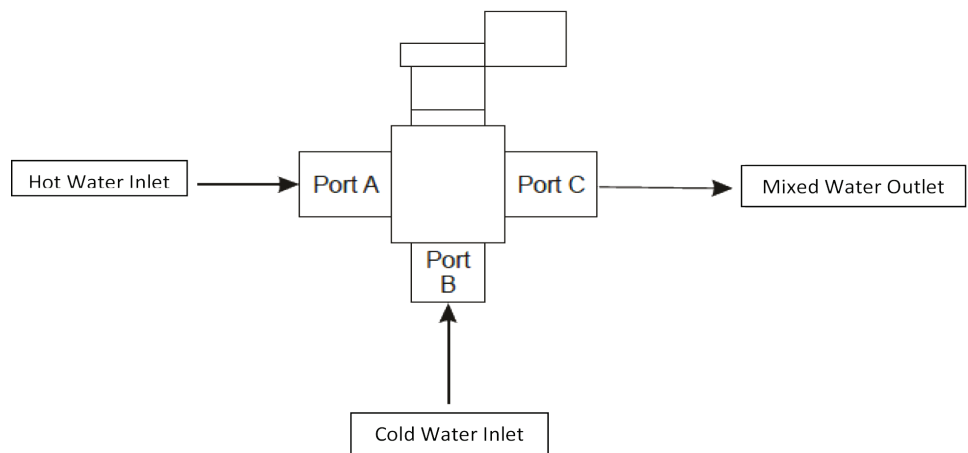 Hot Water Inlet
Port A
Port C
Mixed Water Outlet
Port
B
Cold Water Inlet